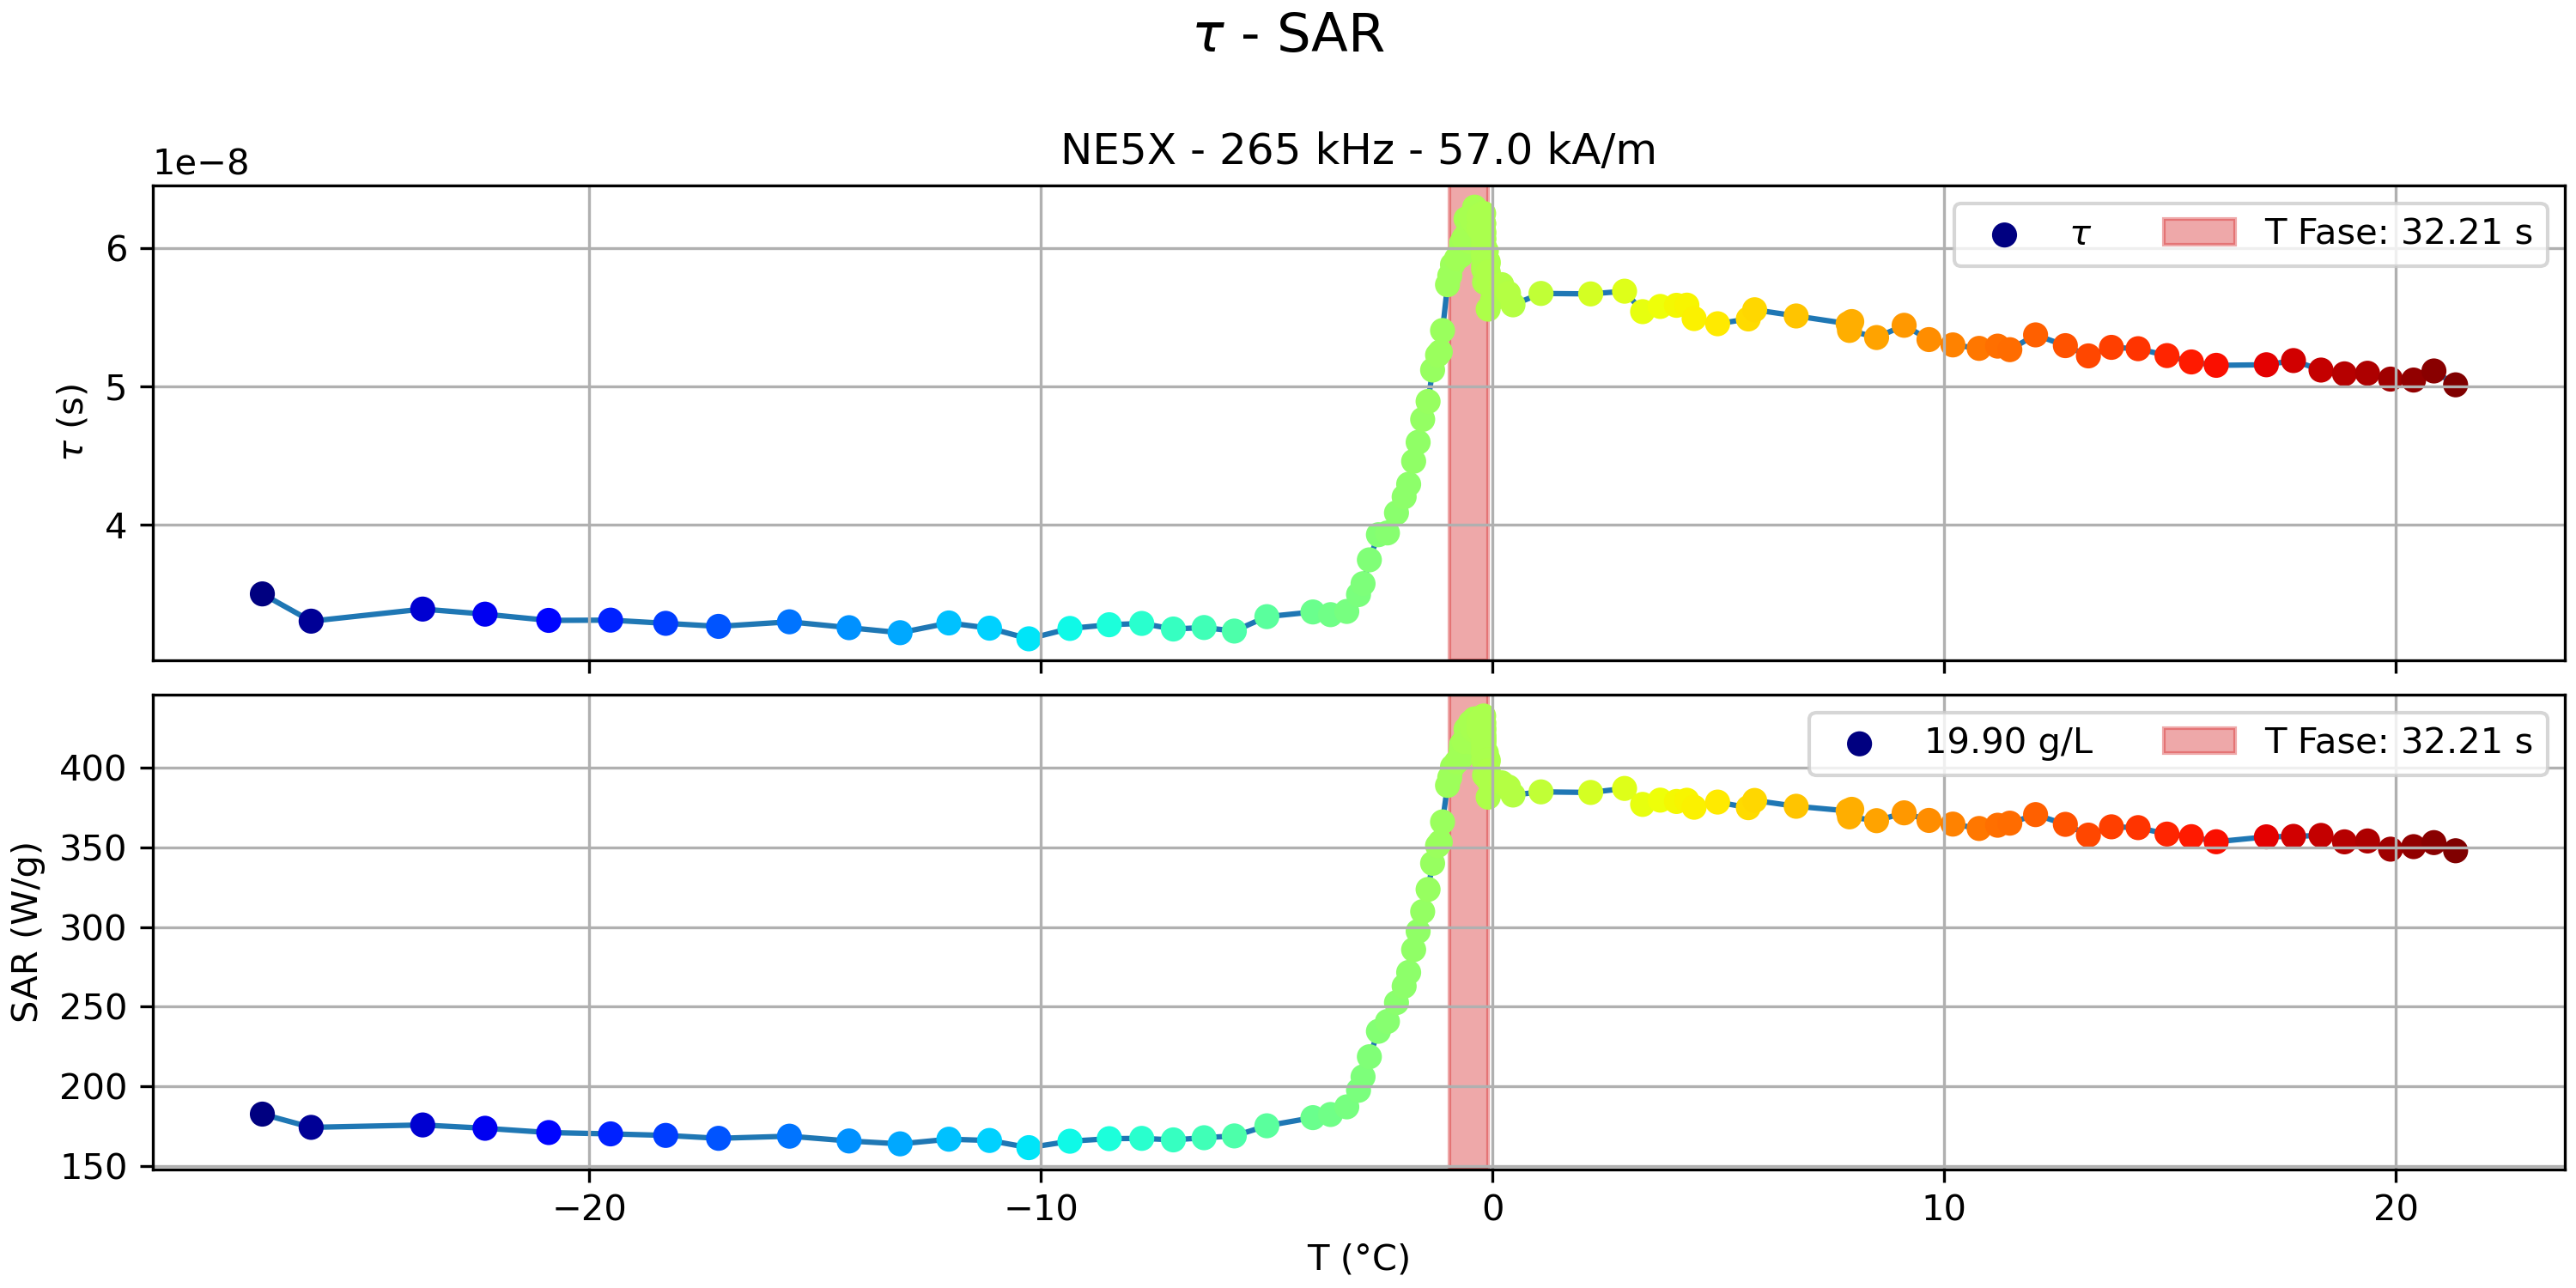 τ - SAR
NE5X - 265 kHz - 57.0 kA/m
1e−8
τ T Fase: 32.21 s
6
5
4
τ (s)
19.90 g/L T Fase: 32.21 s
400
350
300
250
200
150
SAR (W/g)
−20 −10 0 10 20
T (°C)